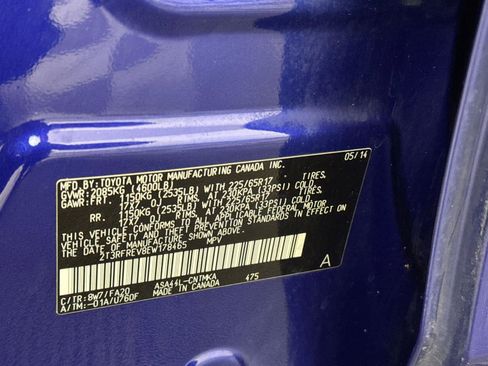 MFD.BY:TOYOTA MOTOR MANUFACTURING CANADA INC. 05/14
GVWR:2085KG (4600LB)
GAWR:FRT. 1150KG (2535LB) WITH 225/65R17 TIRES,
17X7.0J RIMS, AT 230KPA (33PSI) COLD
RR. 1150KG (2535LB) WITH 225/65R17 TIRES,
17X7.0J RIMS, AT 230KPA (33PSI) COLD
THIS VEHICLE CONFORMS TO ALL APPLICABLE FEDERAL MOTOR
VEHICLE SAFETY AND THEFT PREVENTION STANDARDS IN EFFECT ON
THE DATE OF MANUFACTURE SHOWN ABOVE.
2T3RFREV8EW178465 MPV
A
C/TR:8W7/FA20 ASA44L-CNTMKA 475
A/TM:-01A/U760F MADE IN CANADA